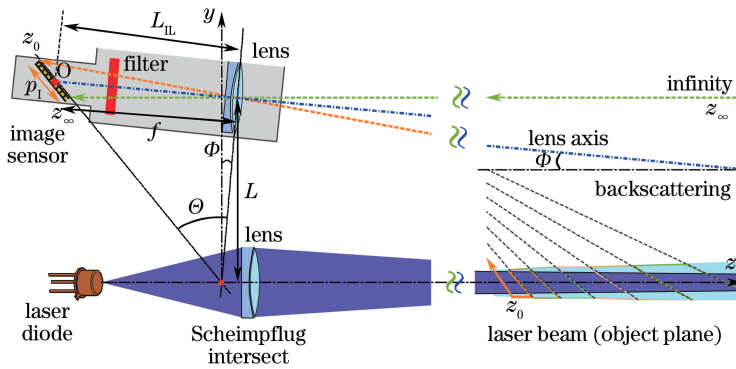 y
L_IL
z_0
lens
O
filter
p_I
infinity
z_∞
z_∞
image
sensor
f
lens axis
Φ
Φ
L
backscattering
Θ
lens
z
z_0
laser
diode
Scheimpflug
intersect
laser beam (object plane)